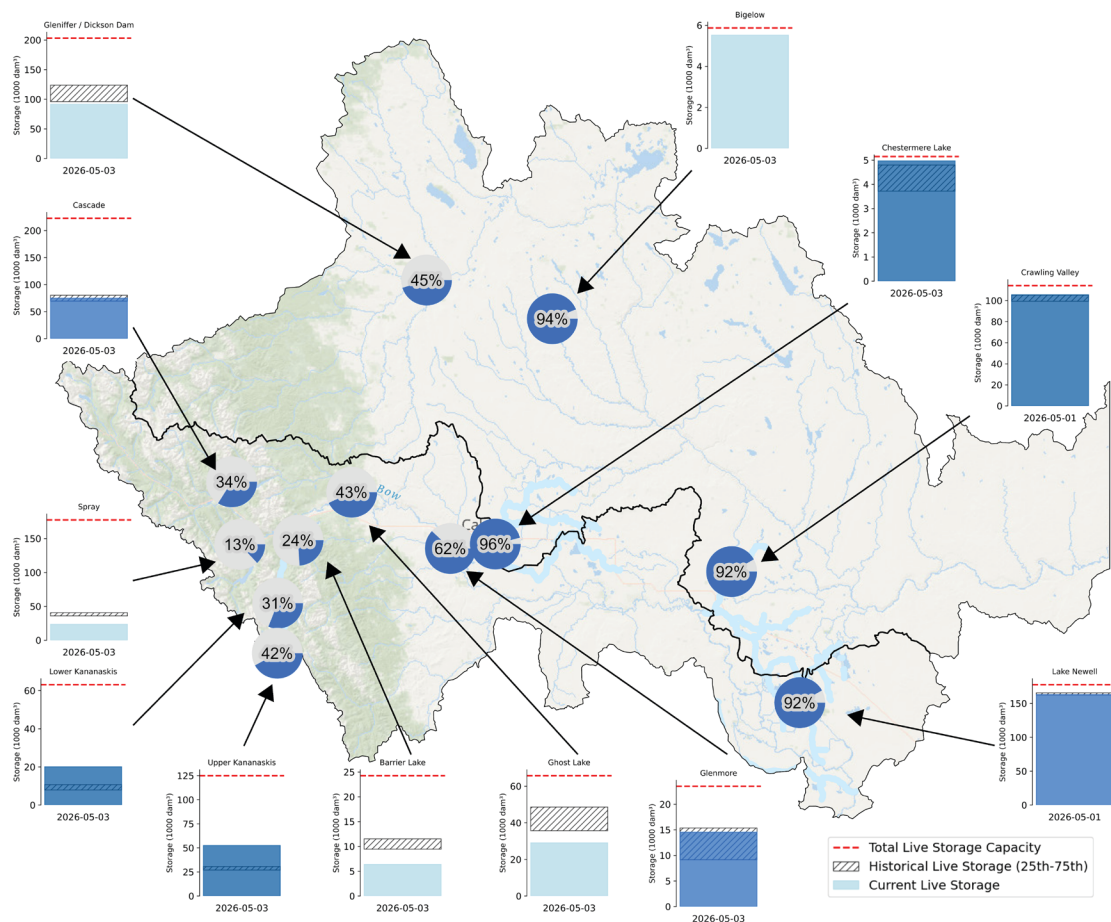 Gleniffer / Dickson Dam
Storage (1000 dam³)
200
150
100
50
0
2026-05-03
Bigelow
Storage (1000 dam³)
6
4
2
0
2026-05-03
Chestermere Lake
Storage (1000 dam³)
5
4
3
2
1
0
2026-05-03
Cascade
Storage (1000 dam³)
200
150
100
50
0
2026-05-03
Crawling Valley
Storage (1000 dam³)
100
80
60
40
20
0
2026-05-01
45%
94%
34%
43%
Bow
Ca
13%
24%
62%
96%
92%
31%
42%
92%
Spray
Storage (1000 dam³)
150
100
50
0
2026-05-03
Lower Kananaskis
Storage (1000 dam³)
60
40
20
0
2026-05-03
Lake Newell
Storage (1000 dam³)
150
100
50
0
2026-05-01
Upper Kananaskis
Storage (1000 dam³)
125
100
75
50
25
0
2026-05-03
Barrier Lake
Storage (1000 dam³)
25
20
15
10
5
0
2026-05-03
Ghost Lake
Storage (1000 dam³)
60
40
20
0
2026-05-03
Glenmore
Storage (1000 dam³)
20
15
10
5
0
2026-05-03
Total Live Storage Capacity
Historical Live Storage (25th-75th)
Current Live Storage